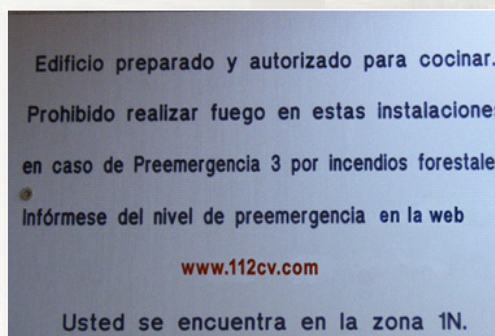 Edificio preparado y autorizado para cocinar.
Prohibido realizar fuego en estas instalaciones
en caso de Preemergencia 3 por incendios forestale
Infórmese del nivel de preemergencia en la web
www.112cv.com
Usted se encuentra en la zona 1N.